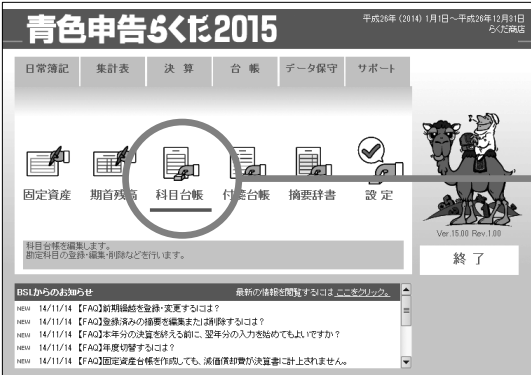 青色申告らくだ2015
平成26年 (2014) 1月1日～平成26年12月31日
らくだ商店
日常簿記 集計表 決 算 台 帳 データ保守 サポート
固定資産 期首残高 科目台帳 付箋台帳 摘要辞書 設 定
Ver.15.00 Rev.1.00
科目台帳を編集します。
勘定科目の登録・編集・削除などを行います。
終 了
BSLからのお知らせ 最新の情報を閲覧するにはここをクリック。
NEW 14/11/14 【FAQ】前期繰越を登録・変更するには？
NEW 14/11/14 【FAQ】登録済みの摘要を編集または削除するには？
NEW 14/11/14 【FAQ】本年分の決算を終える前に、翌年分の入力を始めてもよいですか？
NEW 14/11/14 【FAQ】年度切替するには？
NEW 14/11/14 【FAQ】固定資産台帳を作成しても、減価償却費が決算書に計上されません。